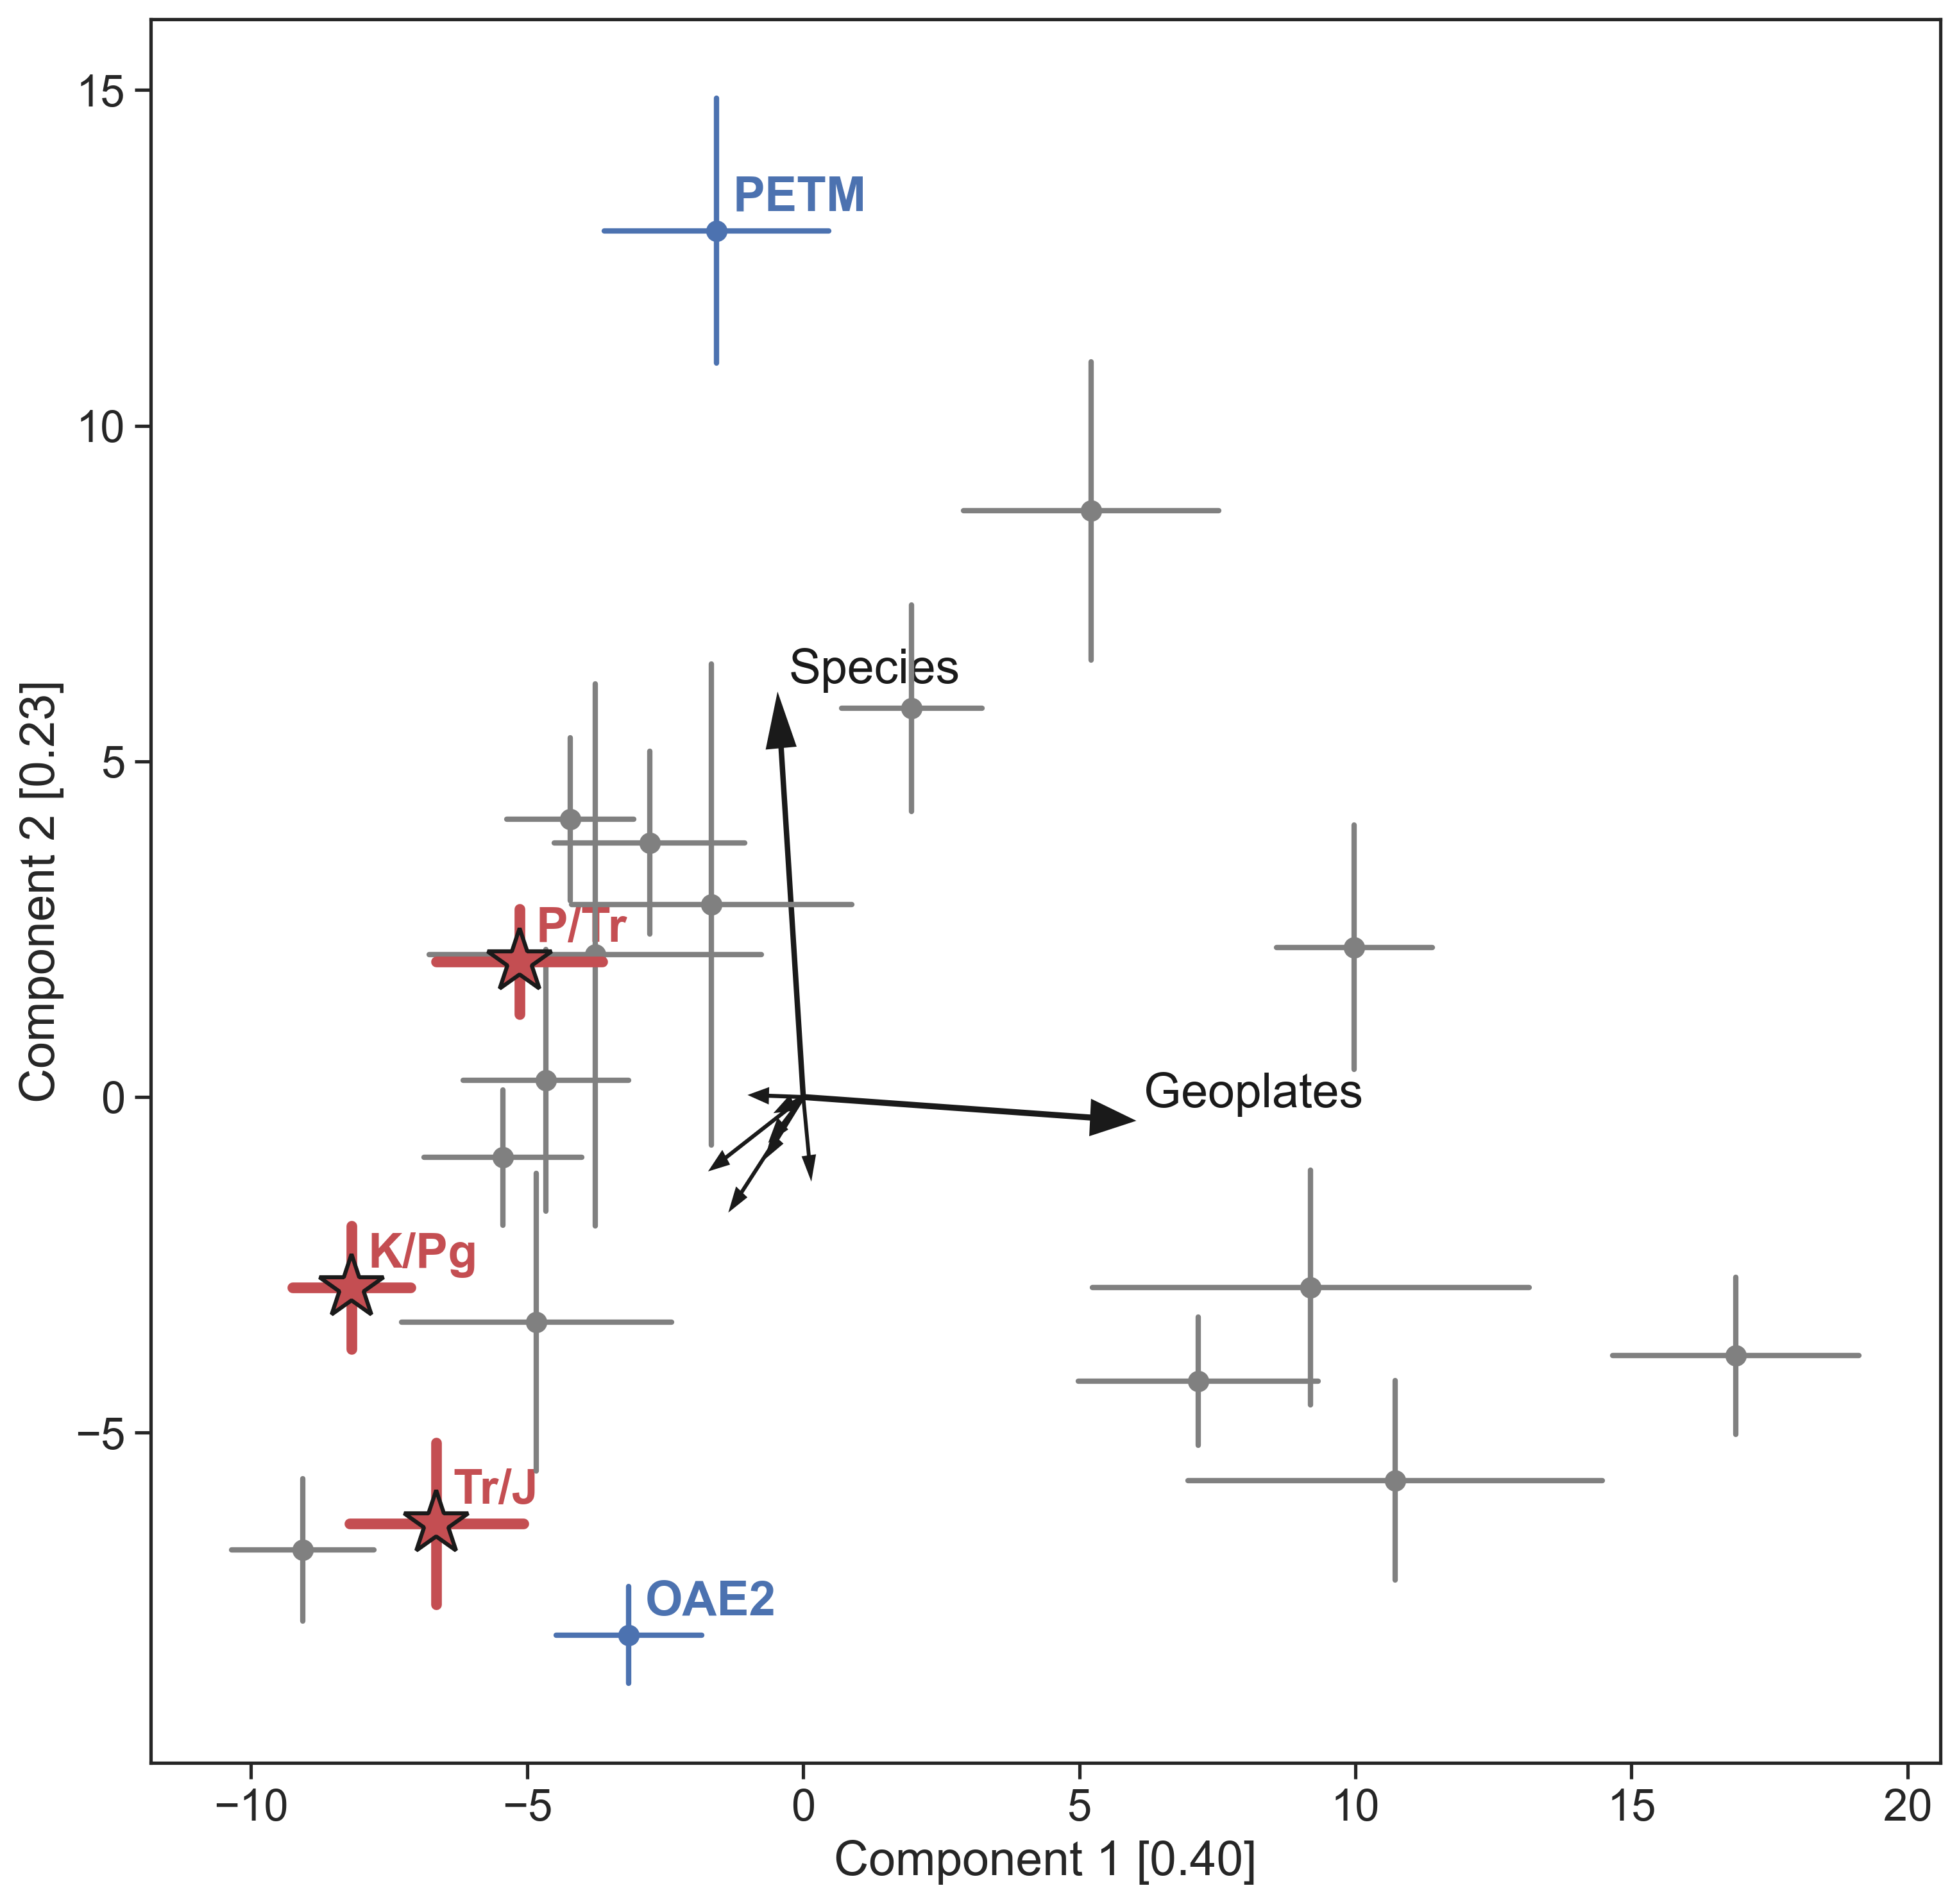 15
PETM
10
Species
5
P/Tr
Component 2 [0.23]
Geoplates
0
K/Pg
−5
Tr/J
OAE2
−10
−5
0
5
10
15
20
Component 1 [0.40]